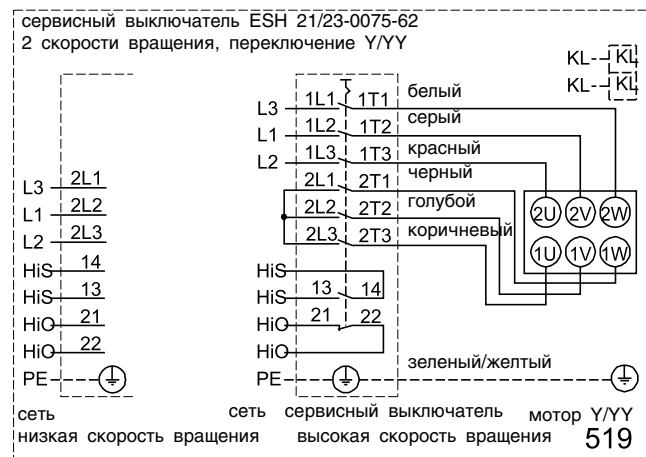 сервисный выключатель ESH 21/23-0075-62
2 скорости вращения, переключение Y/YY
KL KL
KL KL
L3 1L1 1T1 белый
L1 1L2 1T2 серый
L2 1L3 1T3 красный
2L1 2T1 черный
2L2 2T2 голубой
2L3 2T3 коричневый
2U 2V 2W
1U 1V 1W
L3 2L1
L1 2L2
L2 2L3
HiS 14
HiS 13
HiO 21
HiO 22
PE
HiS
HiS 13 14
HiO 21 22
HiO
PE
зеленый/желтый
сеть сеть сервисный выключатель мотор Y/YY
низкая скорость вращения высокая скорость вращения 519